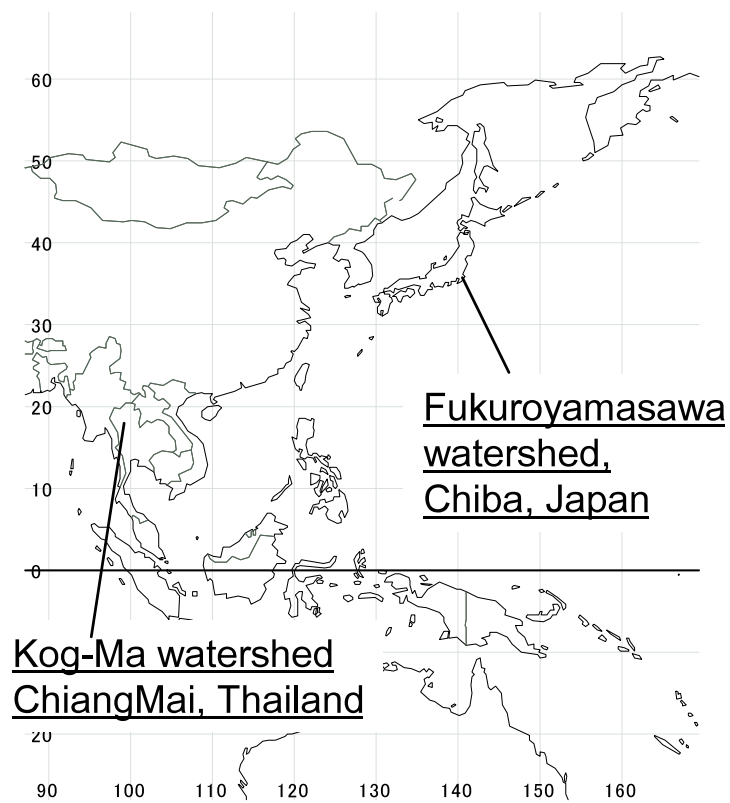 60
50
40
30
20
Fukuroyamasawa
watershed,
Chiba, Japan
10
0
Kog-Ma watershed
ChiangMai, Thailand
20
90 100 110 120 130 140 150 160